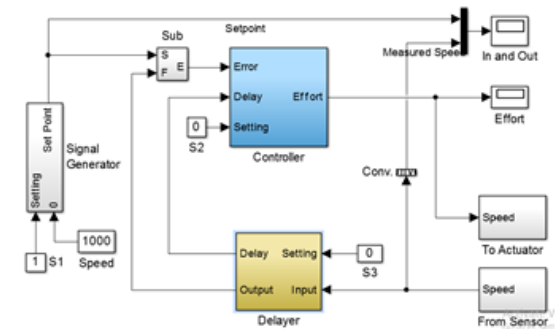 Setpoint
Sub
S
F
E
Measured Speed
In and Out
Error
Delay
Effort
Setting
Controller
0
S2
Effort
Set Point
Setting
0
Signal
Generator
Conv.
1
S1
1000
Speed
Delay
Setting
Output
Input
Delayer
0
S3
Speed
To Actuator
Speed
From Sensor